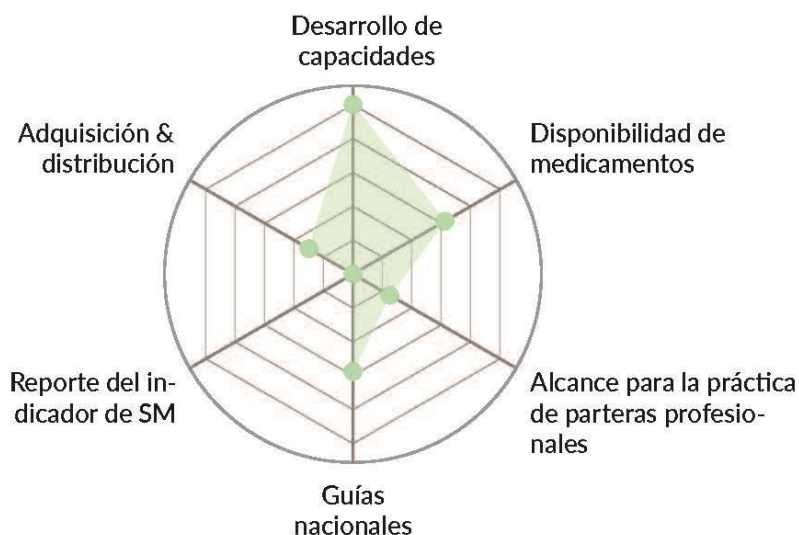 Desarrollo de
capacidades
Adquisición &
distribución
Disponibilidad de
medicamentos
Reporte del in-
dicador de SM
Alcance para la práctica
de parteras profesio-
nales
Guías
nacionales